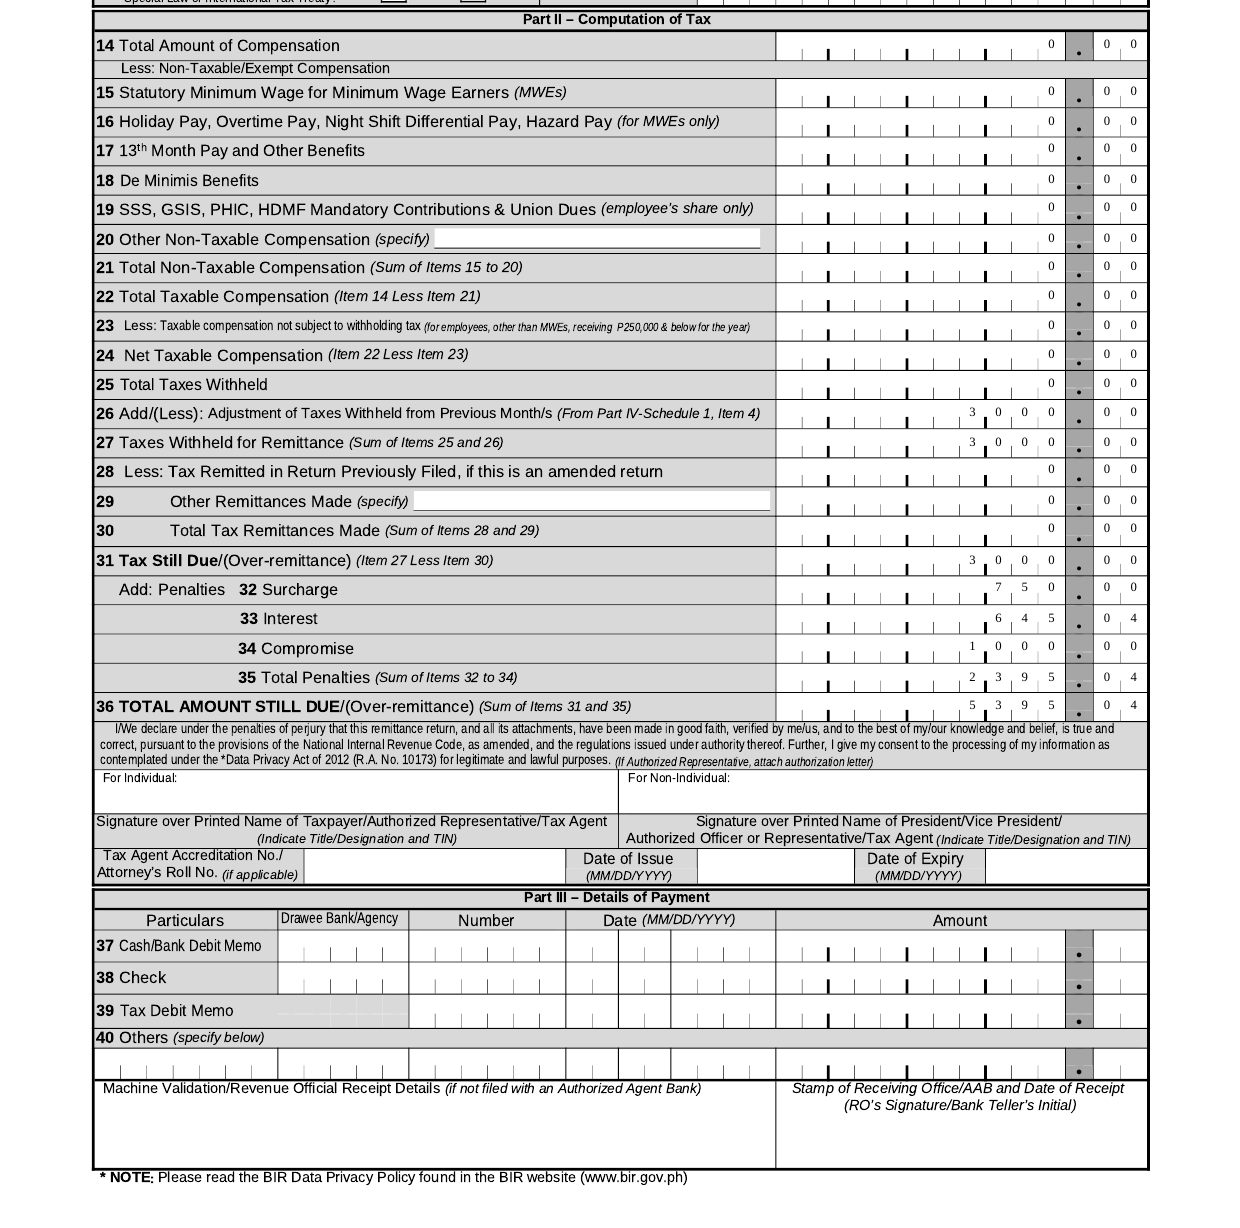 Part II – Computation of Tax
14 Total Amount of Compensation 0 . 0 0
Less: Non-Taxable/Exempt Compensation
15 Statutory Minimum Wage for Minimum Wage Earners (MWEs) 0 . 0 0
16 Holiday Pay, Overtime Pay, Night Shift Differential Pay, Hazard Pay (for MWEs only) 0 . 0 0
17 13th Month Pay and Other Benefits 0 . 0 0
18 De Minimis Benefits 0 . 0 0
19 SSS, GSIS, PHIC, HDMF Mandatory Contributions & Union Dues (employee's share only) 0 . 0 0
20 Other Non-Taxable Compensation (specify) 0 . 0 0
21 Total Non-Taxable Compensation (Sum of Items 15 to 20) 0 . 0 0
22 Total Taxable Compensation (Item 14 Less Item 21) 0 . 0 0
23 Less: Taxable compensation not subject to withholding tax (for employees, other than MWEs, receiving P250,000 & below for the year) 0 . 0 0
24 Net Taxable Compensation (Item 22 Less Item 23) 0 . 0 0
25 Total Taxes Withheld 0 . 0 0
26 Add/(Less): Adjustment of Taxes Withheld from Previous Month/s (From Part IV-Schedule 1, Item 4) 3 0 0 0 . 0 0
27 Taxes Withheld for Remittance (Sum of Items 25 and 26) 3 0 0 0 . 0 0
28 Less: Tax Remitted in Return Previously Filed, if this is an amended return 0 . 0 0
29 Other Remittances Made (specify) 0 . 0 0
30 Total Tax Remittances Made (Sum of Items 28 and 29) 0 . 0 0
31 Tax Still Due/(Over-remittance) (Item 27 Less Item 30) 3 0 0 0 . 0 0
Add: Penalties 32 Surcharge 7 5 0 . 0 0
33 Interest 6 4 5 . 0 4
34 Compromise 1 0 0 0 . 0 0
35 Total Penalties (Sum of Items 32 to 34) 2 3 9 5 . 0 4
36 TOTAL AMOUNT STILL DUE/(Over-remittance) (Sum of Items 31 and 35) 5 3 9 5 . 0 4
I/We declare under the penalties of perjury that this remittance return, and all its attachments, have been made in good faith, verified by me/us, and to the best of my/our knowledge and belief, is true and
correct, pursuant to the provisions of the National Internal Revenue Code, as amended, and the regulations issued under authority thereof. Further, I give my consent to the processing of my information as
contemplated under the *Data Privacy Act of 2012 (R.A. No. 10173) for legitimate and lawful purposes. (If Authorized Representative, attach authorization letter)
For Individual: For Non-Individual:
Signature over Printed Name of Taxpayer/Authorized Representative/Tax Agent Signature over Printed Name of President/Vice President/
(Indicate Title/Designation and TIN) Authorized Officer or Representative/Tax Agent (Indicate Title/Designation and TIN)
Tax Agent Accreditation No./ Date of Issue Date of Expiry
Attorney's Roll No. (if applicable) (MM/DD/YYYY) (MM/DD/YYYY)
Part III – Details of Payment
Particulars Drawee Bank/Agency Number Date (MM/DD/YYYY) Amount
37 Cash/Bank Debit Memo .
38 Check .
39 Tax Debit Memo .
40 Others (specify below)
.
Machine Validation/Revenue Official Receipt Details (if not filed with an Authorized Agent Bank) Stamp of Receiving Office/AAB and Date of Receipt
(RO's Signature/Bank Teller's Initial)
* NOTE: Please read the BIR Data Privacy Policy found in the BIR website (www.bir.gov.ph)